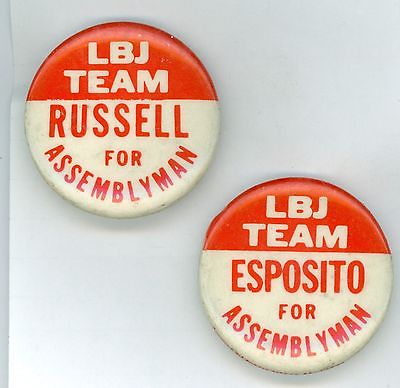 LBJ
TEAM
RUSSELL
FOR
ASSEMBLYMAN
LBJ
TEAM
ESPOSITO
FOR
ASSEMBLYMAN